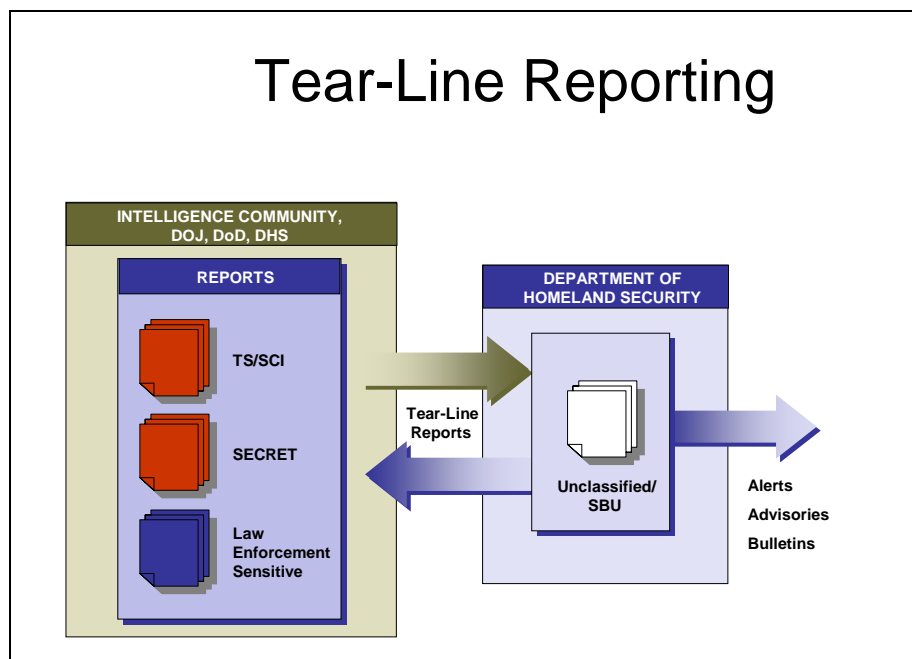 Tear-Line Reporting
INTELLIGENCE COMMUNITY,
DOJ, DoD, DHS
REPORTS
TS/SCI
SECRET
Law
Enforcement
Sensitive
Tear-Line
Reports
DEPARTMENT OF
HOMELAND SECURITY
Unclassified/
SBU
Alerts
Advisories
Bulletins